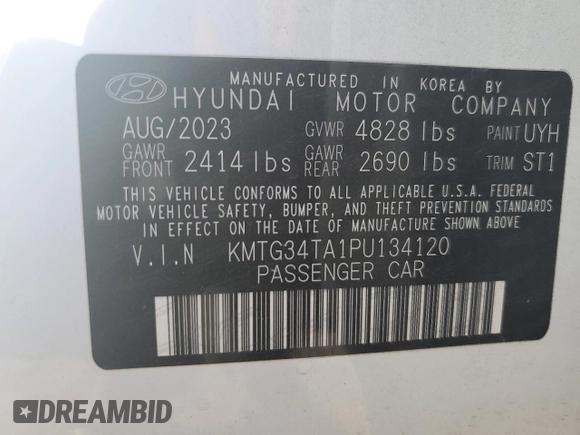 MANUFACTURED IN KOREA BY
HYUNDAI MOTOR COMPANY
AUG/2023 GVWR 4828 lbs PAINT UYH
GAWR FRONT 2414 lbs GAWR REAR 2690 lbs TRIM ST1
THIS VEHICLE CONFORMS TO ALL APPLICABLE U.S.A. FEDERAL
MOTOR VEHICLE SAFETY, BUMPER, AND THEFT PREVENTION STANDARDS
IN EFFECT ON THE DATE OF MANUFACTURE SHOWN ABOVE.
V.I.N KMTG34TA1PU134120
PASSENGER CAR
DREAMBID